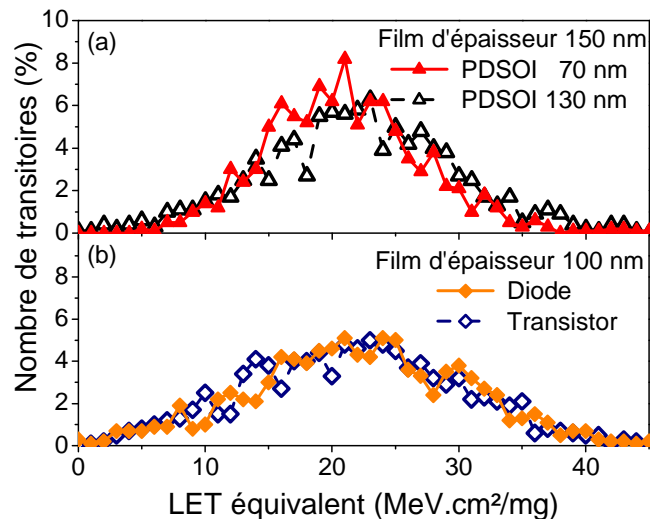 Nombre de transitoires (%)
10
8
6
4
2
0
(a)
Film d'épaisseur 150 nm
PDSOI 70 nm
PDSOI 130 nm
8
6
4
2
0
(b)
Film d'épaisseur 100 nm
Diode
Transistor
0 10 20 30 40
LET équivalent (MeV.cm²/mg)